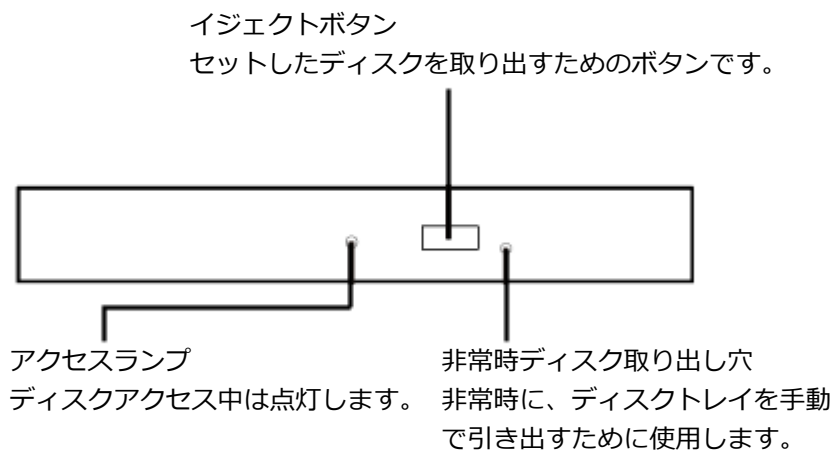 イジェクトボタン
セットしたディスクを取り出すためのボタンです。
アクセスランプ
ディスクアクセス中は点灯します。
非常時ディスク取り出し穴
非常時に、ディスクトレイを手動
で引き出すために使用します。